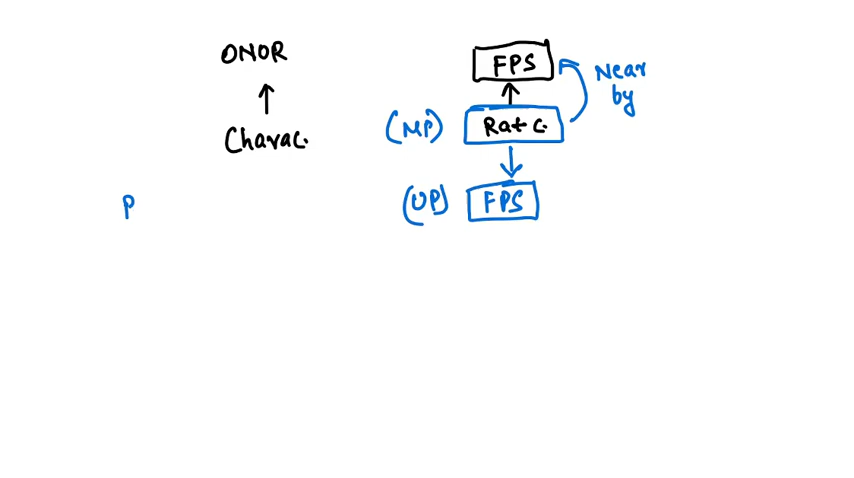 ONOR
FPS
Near
by
(MP)
Rat C.
Charac.
(UP)
FPS
P